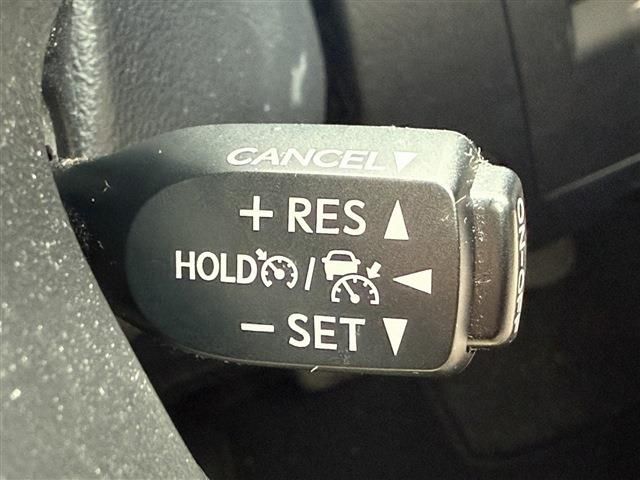 CANCEL ▼
+ RES ▲
HOLD / ◀
− SET ▼
ON·OFF